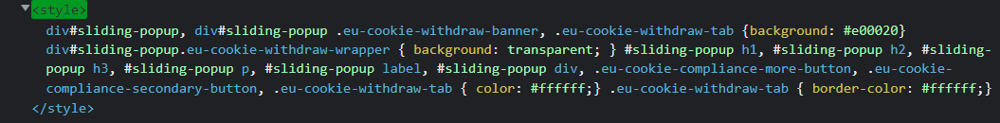 <style>
div#sliding-popup, div#sliding-popup .eu-cookie-withdraw-banner, .eu-cookie-withdraw-tab {background: #e00020}
div#sliding-popup.eu-cookie-withdraw-wrapper { background: transparent; } #sliding-popup h1, #sliding-popup h2, #sliding-
popup h3, #sliding-popup p, #sliding-popup label, #sliding-popup div, .eu-cookie-compliance-more-button, .eu-cookie-
compliance-secondary-button, .eu-cookie-withdraw-tab { color: #ffffff;} .eu-cookie-withdraw-tab { border-color: #ffffff;}
</style>